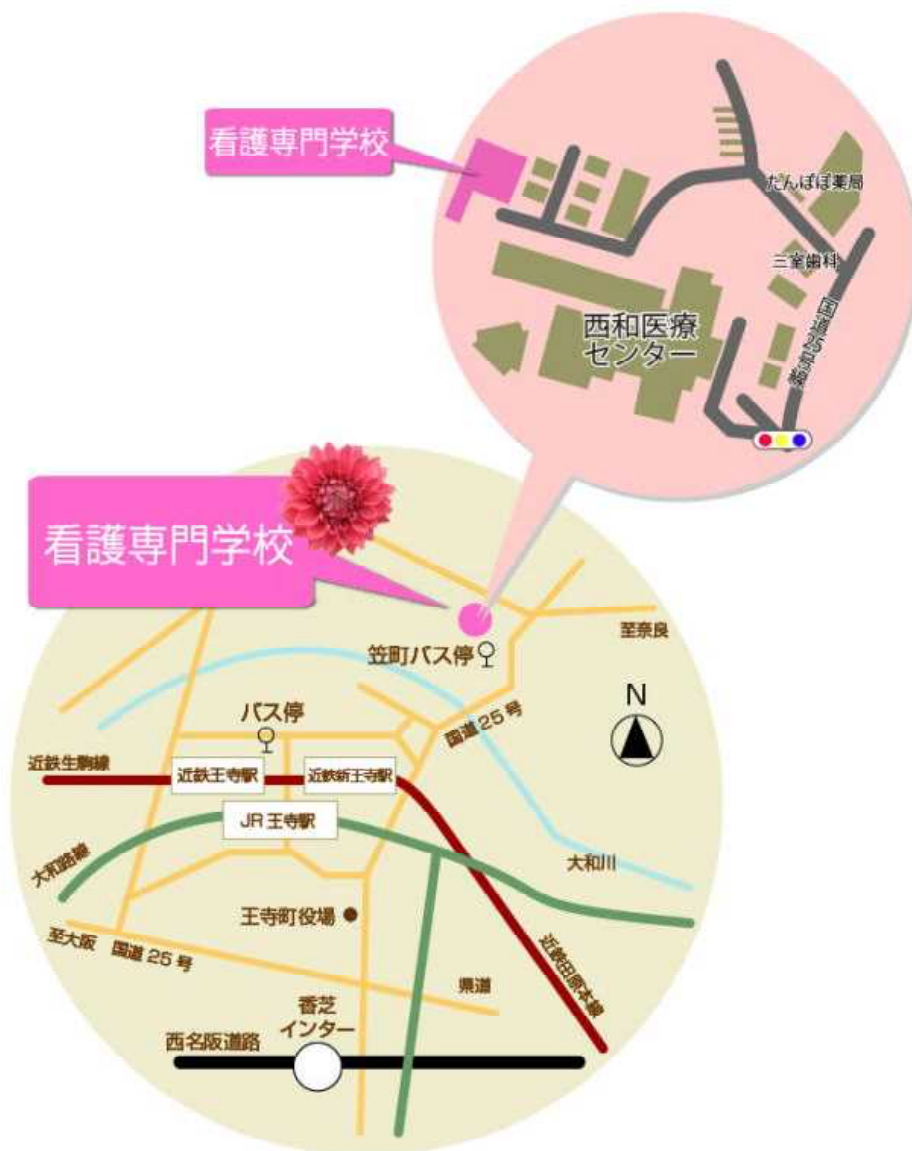 看護専門学校
たんぽぽ薬局
三室歯科
国道25号線
西和医療
センター
看護専門学校
至奈良
笠町バス停
N
バス停
国道25号
近鉄生駒線
近鉄王寺駅
近鉄新王寺駅
JR王寺駅
大和路線
大和川
王寺町役場
至大阪 国道25号
近鉄田原本線
県道
香芝
インター
西名阪道路